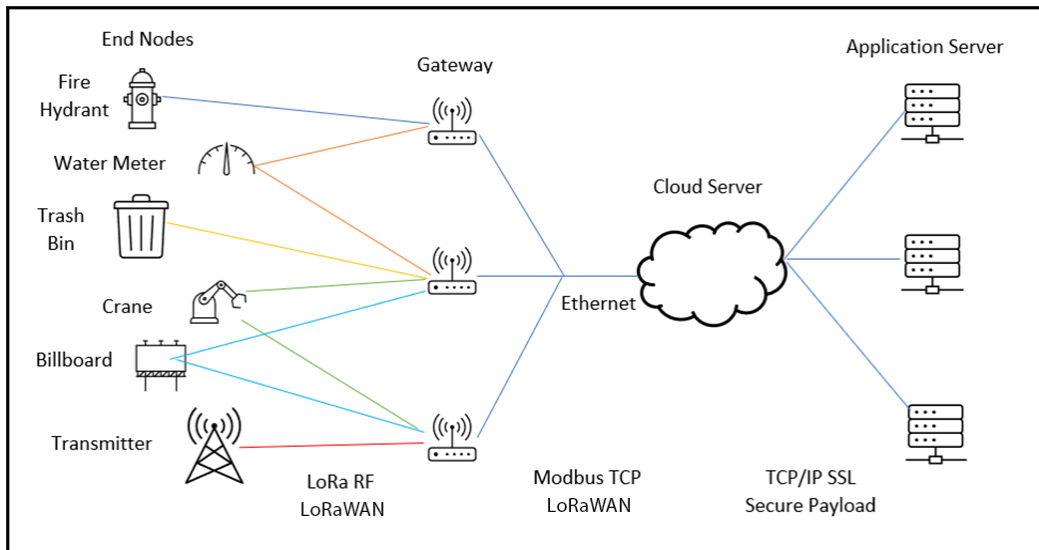 End Nodes
Application Server
Gateway
Fire
Hydrant
Water Meter
Cloud Server
Trash
Bin
Crane
Ethernet
Billboard
Transmitter
LoRa RF
LoRaWAN
Modbus TCP
LoRaWAN
TCP/IP SSL
Secure Payload